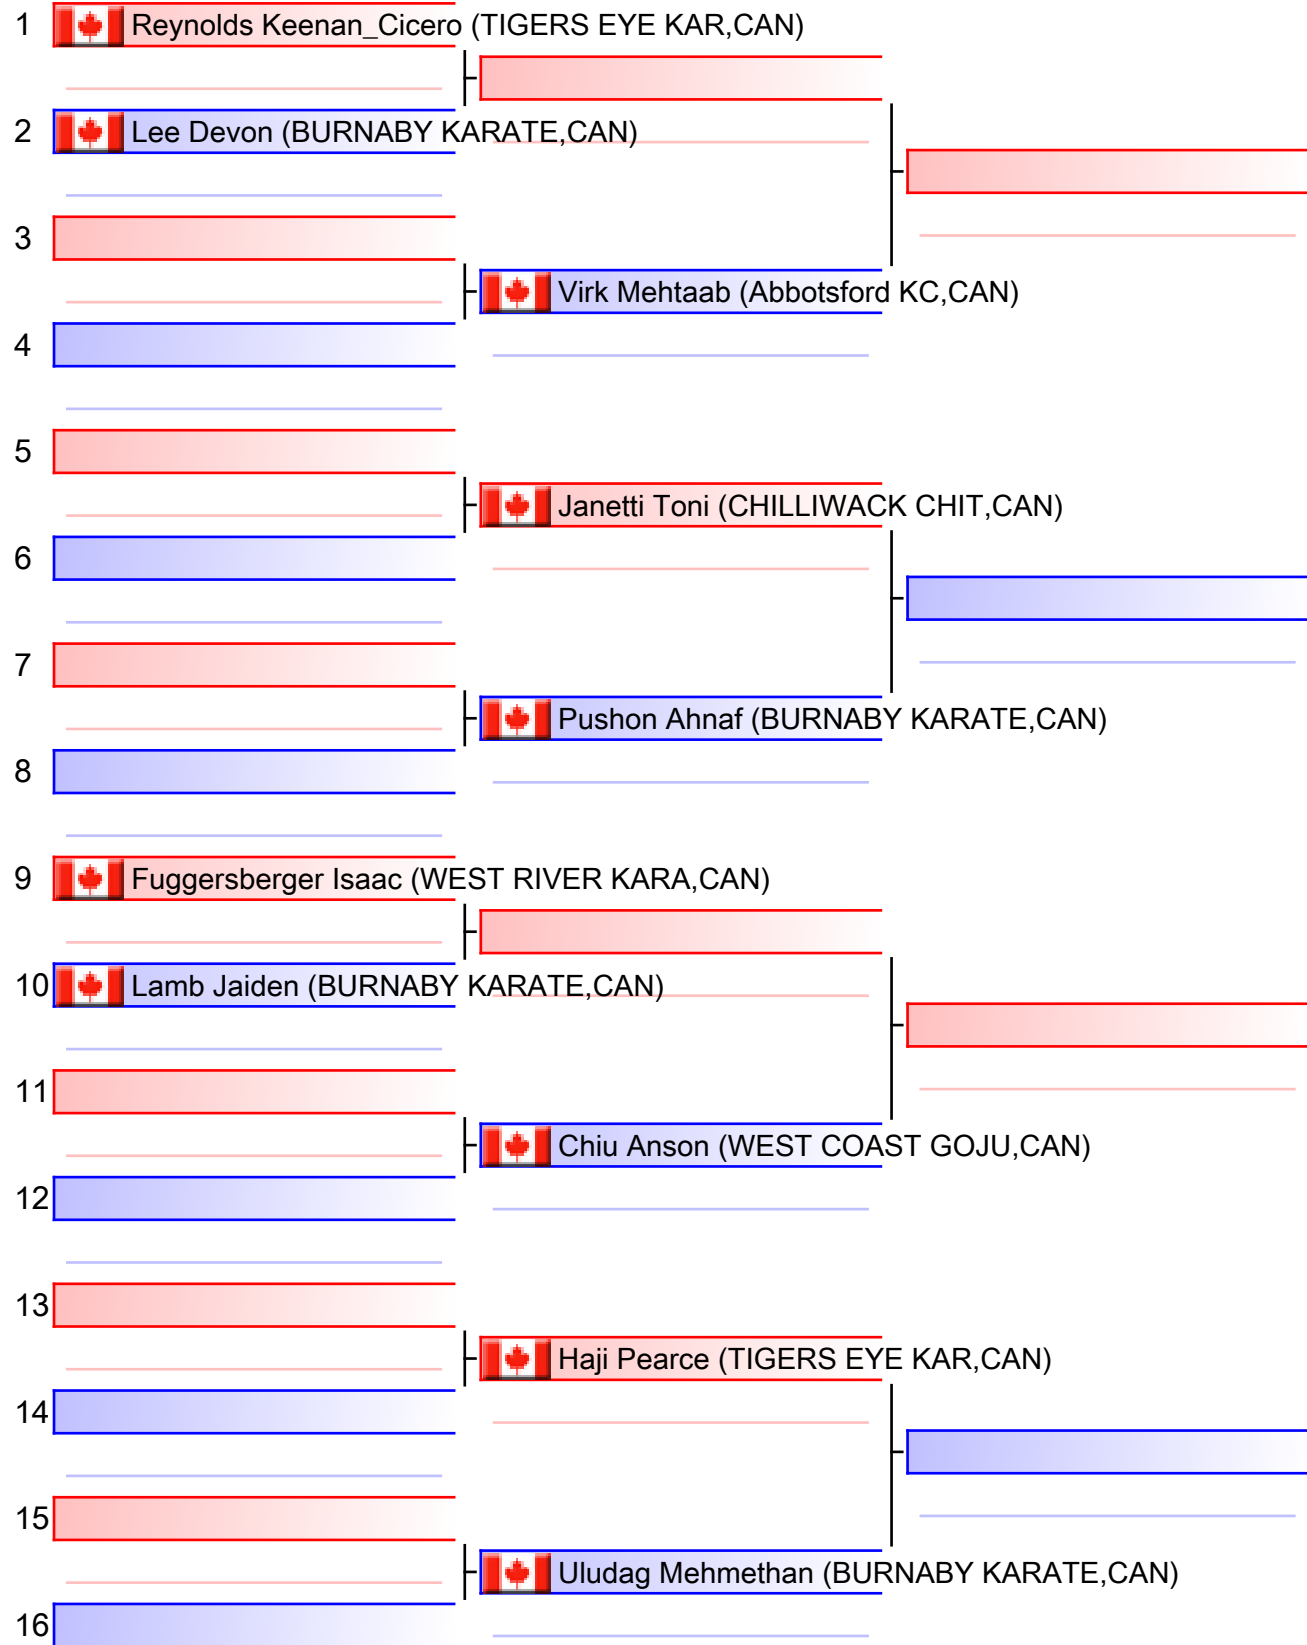 1 Reynolds Keenan_Cicero (TIGERS EYE KAR,CAN)
2 Lee Devon (BURNABY KARATE,CAN)
3
Virk Mehtaab (Abbotsford KC,CAN)
4
5
Janetti Toni (CHILLIWACK CHIT,CAN)
6
7
Pushon Ahnaf (BURNABY KARATE,CAN)
8
9 Fuggersberger Isaac (WEST RIVER KARA,CAN)
10 Lamb Jaiden (BURNABY KARATE,CAN)
11
Chiu Anson (WEST COAST GOJU,CAN)
12
13
Haji Pearce (TIGERS EYE KAR,CAN)
14
15
Uludag Mehmethan (BURNABY KARATE,CAN)
16